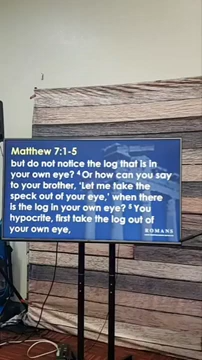 Matthew 7:1-5
but do not notice the log that is in
your own eye? ⁴ Or how can you say
to your brother, ‘Let me take the
speck out of your eye,’ when there
is the log in your own eye? ⁵ You
hypocrite, first take the log out of
your own eye,
ROMANS